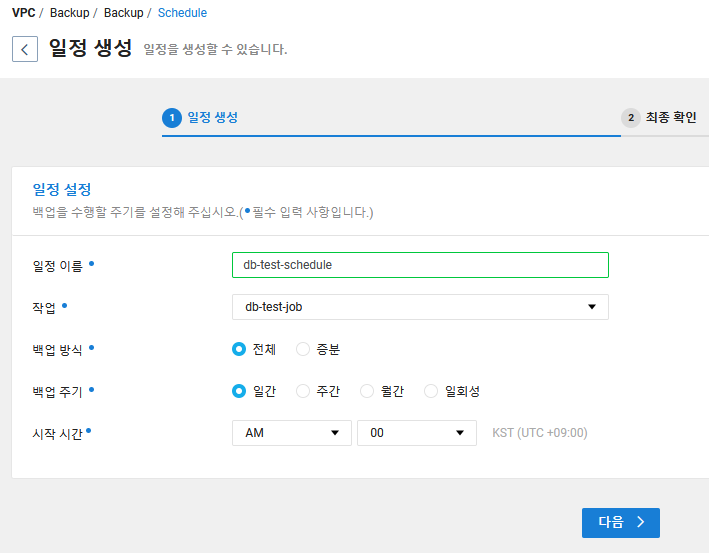 VPC / Backup / Backup / Schedule
일정 생성 일정을 생성할 수 있습니다.
1 일정 생성 2 최종 확인
일정 설정
백업을 수행할 주기를 설정해 주십시오.(•필수 입력 사항입니다.)
일정 이름 • db-test-schedule
작업 • db-test-job
백업 방식 • 전체 증분
백업 주기 • 일간 주간 월간 일회성
시작 시간 • AM 00 KST (UTC +09:00)
다음